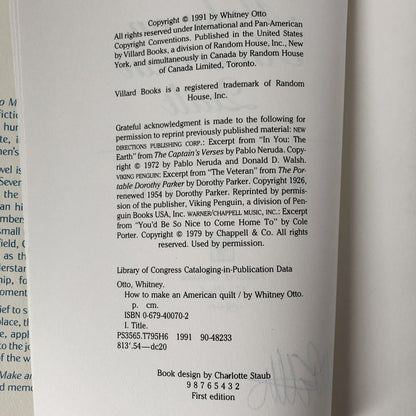 Copyright © 1991 by Whitney Otto
All rights reserved under International and Pan-American
Copyright Conventions. Published in the United States
by Villard Books, a division of Random House, Inc., New
York, and simultaneously in Canada by Random House
of Canada Limited, Toronto.
Villard Books is a registered trademark of Random
House, Inc.
Grateful acknowledgment is made to the following for
permission to reprint previously published material: NEW
DIRECTIONS PUBLISHING CORP.: Excerpt from "In You: The
Earth" from The Captain's Verses by Pablo Neruda. Copy-
right © 1972 by Pablo Neruda and Donald D. Walsh.
VIKING PENGUIN: Excerpt from "The Veteran" from The Por-
table Dorothy Parker by Dorothy Parker. Copyright 1926,
renewed 1954 by Dorothy Parker. Reprinted by permis-
sion of the publisher, Viking Penguin, a division of Pen-
guin Books USA, Inc. WARNER/CHAPPELL MUSIC, INC.: Excerpt
from "You'd Be So Nice to Come Home To" by Cole
Porter. Copyright © 1979 by Chappell & Co. All rights
reserved. Used by permission.
Library of Congress Cataloging-in-Publication Data
Otto, Whitney.
How to make an American quilt / by Whitney Otto.
p. cm.
ISBN 0-679-40070-2
I. Title.
PS3565.T795H6 1991 90-48233
813'.54—dc20
Book design by Charlotte Staub
9 8 7 6 5 4 3 2
First edition